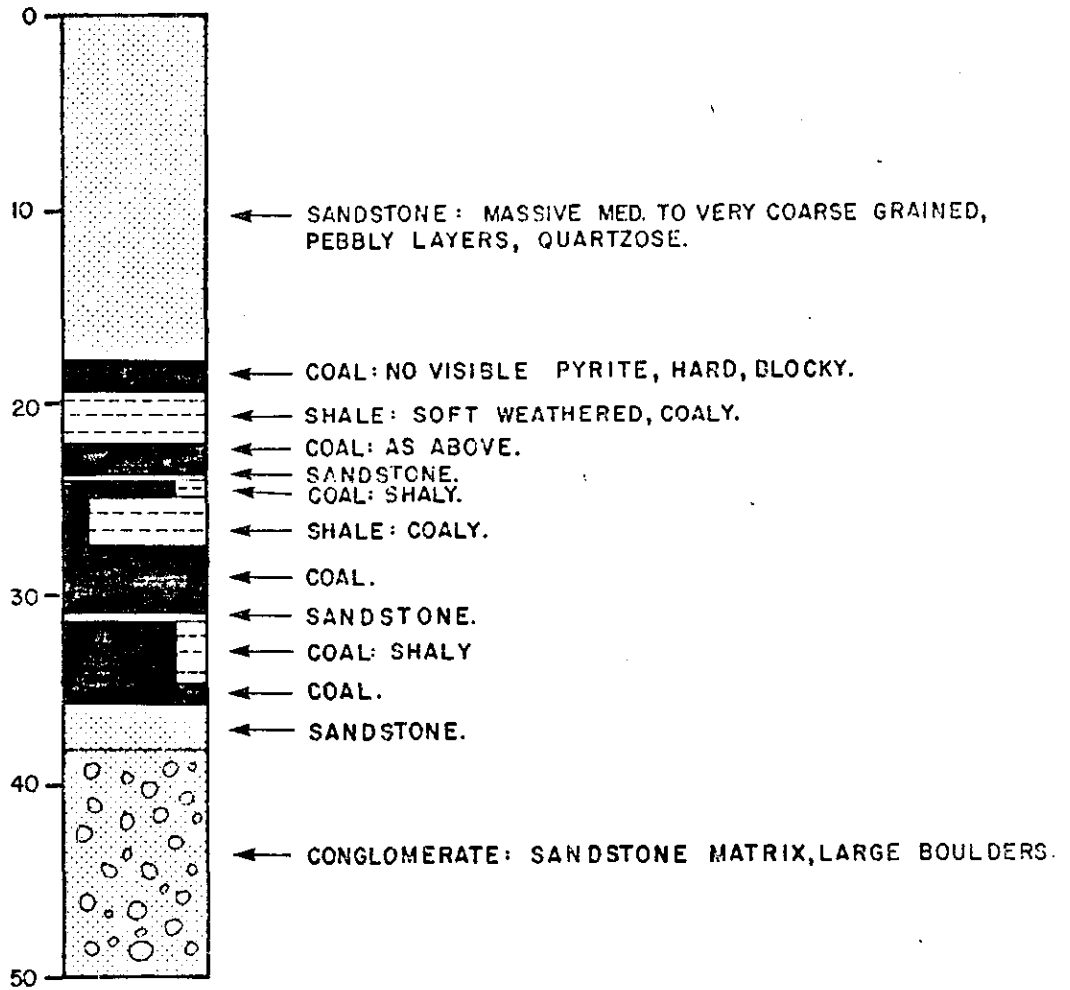 0
10
SANDSTONE: MASSIVE MED. TO VERY COARSE GRAINED,
PEBBLY LAYERS, QUARTZOSE.
COAL: NO VISIBLE PYRITE, HARD, BLOCKY.
20
SHALE: SOFT WEATHERED, COALY.
COAL: AS ABOVE.
SANDSTONE.
COAL: SHALY.
SHALE: COALY.
COAL.
30
SANDSTONE.
COAL: SHALY
COAL.
SANDSTONE.
40
CONGLOMERATE: SANDSTONE MATRIX, LARGE BOULDERS.
50